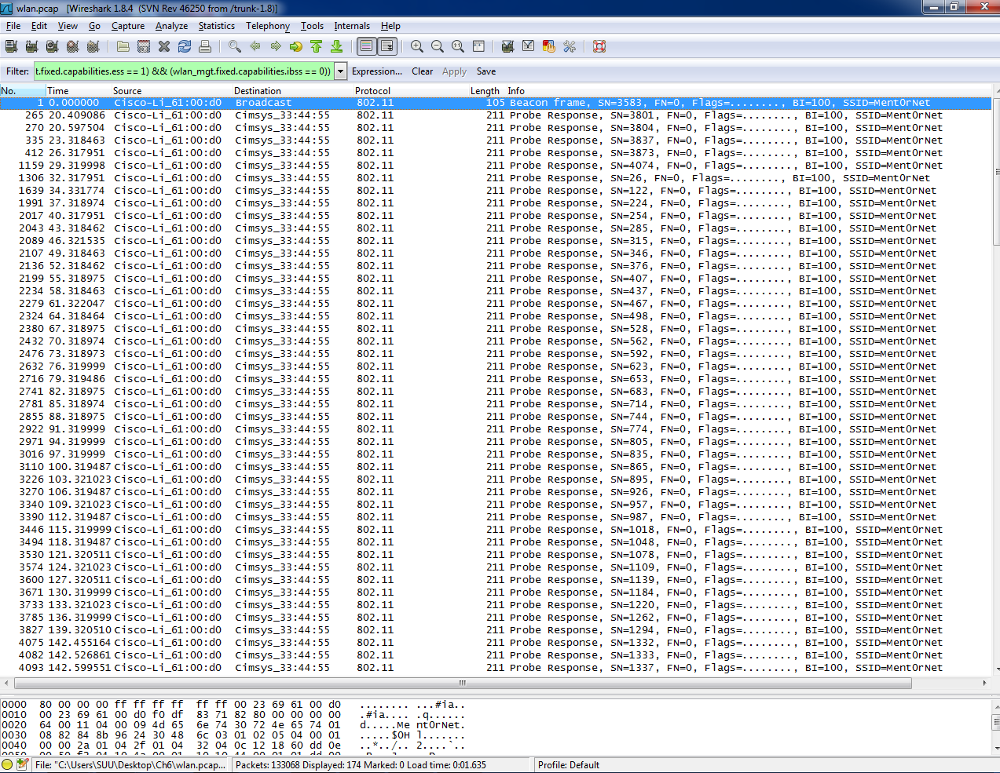 wlan.pcap [Wireshark 1.8.4 (SVN Rev 46250 from /trunk-1.8)]
File Edit View Go Capture Analyze Statistics Telephony Tools Internals Help
Filter: t.fixed.capabilities.ess == 1) && (wlan_mgt.fixed.capabilities.ibss == 0)) Expression... Clear Apply Save
No. Time Source Destination Protocol Length Info
1 0.000000 Cisco-Li_61:00:d0 Broadcast 802.11 105 Beacon frame, SN=3583, FN=0, Flags=........, BI=100, SSID=Ment0rNet
265 20.409086 Cisco-Li_61:00:d0 Cimsys_33:44:55 802.11 211 Probe Response, SN=3801, FN=0, Flags=........, BI=100, SSID=Ment0rNet
270 20.597504 Cisco-Li_61:00:d0 Cimsys_33:44:55 802.11 211 Probe Response, SN=3804, FN=0, Flags=........, BI=100, SSID=Ment0rNet
335 23.318463 Cisco-Li_61:00:d0 Cimsys_33:44:55 802.11 211 Probe Response, SN=3837, FN=0, Flags=........, BI=100, SSID=Ment0rNet
412 26.317951 Cisco-Li_61:00:d0 Cimsys_33:44:55 802.11 211 Probe Response, SN=3873, FN=0, Flags=........, BI=100, SSID=Ment0rNet
1159 29.319998 Cisco-Li_61:00:d0 Cimsys_33:44:55 802.11 211 Probe Response, SN=4074, FN=0, Flags=........, BI=100, SSID=Ment0rNet
1306 32.317951 Cisco-Li_61:00:d0 Cimsys_33:44:55 802.11 211 Probe Response, SN=26, FN=0, Flags=........, BI=100, SSID=Ment0rNet
1639 34.331774 Cisco-Li_61:00:d0 Cimsys_33:44:55 802.11 211 Probe Response, SN=122, FN=0, Flags=........, BI=100, SSID=Ment0rNet
1991 37.318974 Cisco-Li_61:00:d0 Cimsys_33:44:55 802.11 211 Probe Response, SN=224, FN=0, Flags=........, BI=100, SSID=Ment0rNet
2017 40.317951 Cisco-Li_61:00:d0 Cimsys_33:44:55 802.11 211 Probe Response, SN=254, FN=0, Flags=........, BI=100, SSID=Ment0rNet
2043 43.318462 Cisco-Li_61:00:d0 Cimsys_33:44:55 802.11 211 Probe Response, SN=285, FN=0, Flags=........, BI=100, SSID=Ment0rNet
2089 46.321535 Cisco-Li_61:00:d0 Cimsys_33:44:55 802.11 211 Probe Response, SN=315, FN=0, Flags=........, BI=100, SSID=Ment0rNet
2107 49.318463 Cisco-Li_61:00:d0 Cimsys_33:44:55 802.11 211 Probe Response, SN=346, FN=0, Flags=........, BI=100, SSID=Ment0rNet
2136 52.318462 Cisco-Li_61:00:d0 Cimsys_33:44:55 802.11 211 Probe Response, SN=376, FN=0, Flags=........, BI=100, SSID=Ment0rNet
2199 55.318975 Cisco-Li_61:00:d0 Cimsys_33:44:55 802.11 211 Probe Response, SN=407, FN=0, Flags=........, BI=100, SSID=Ment0rNet
2234 58.318463 Cisco-Li_61:00:d0 Cimsys_33:44:55 802.11 211 Probe Response, SN=437, FN=0, Flags=........, BI=100, SSID=Ment0rNet
2279 61.322047 Cisco-Li_61:00:d0 Cimsys_33:44:55 802.11 211 Probe Response, SN=467, FN=0, Flags=........, BI=100, SSID=Ment0rNet
2324 64.318464 Cisco-Li_61:00:d0 Cimsys_33:44:55 802.11 211 Probe Response, SN=498, FN=0, Flags=........, BI=100, SSID=Ment0rNet
2380 67.318975 Cisco-Li_61:00:d0 Cimsys_33:44:55 802.11 211 Probe Response, SN=528, FN=0, Flags=........, BI=100, SSID=Ment0rNet
2432 70.318974 Cisco-Li_61:00:d0 Cimsys_33:44:55 802.11 211 Probe Response, SN=562, FN=0, Flags=........, BI=100, SSID=Ment0rNet
2476 73.318973 Cisco-Li_61:00:d0 Cimsys_33:44:55 802.11 211 Probe Response, SN=592, FN=0, Flags=........, BI=100, SSID=Ment0rNet
2632 76.319999 Cisco-Li_61:00:d0 Cimsys_33:44:55 802.11 211 Probe Response, SN=623, FN=0, Flags=........, BI=100, SSID=Ment0rNet
2716 79.319486 Cisco-Li_61:00:d0 Cimsys_33:44:55 802.11 211 Probe Response, SN=653, FN=0, Flags=........, BI=100, SSID=Ment0rNet
2741 82.318975 Cisco-Li_61:00:d0 Cimsys_33:44:55 802.11 211 Probe Response, SN=683, FN=0, Flags=........, BI=100, SSID=Ment0rNet
2781 85.318974 Cisco-Li_61:00:d0 Cimsys_33:44:55 802.11 211 Probe Response, SN=714, FN=0, Flags=........, BI=100, SSID=Ment0rNet
2855 88.318975 Cisco-Li_61:00:d0 Cimsys_33:44:55 802.11 211 Probe Response, SN=744, FN=0, Flags=........, BI=100, SSID=Ment0rNet
2922 91.319999 Cisco-Li_61:00:d0 Cimsys_33:44:55 802.11 211 Probe Response, SN=774, FN=0, Flags=........, BI=100, SSID=Ment0rNet
2971 94.319999 Cisco-Li_61:00:d0 Cimsys_33:44:55 802.11 211 Probe Response, SN=805, FN=0, Flags=........, BI=100, SSID=Ment0rNet
3016 97.319999 Cisco-Li_61:00:d0 Cimsys_33:44:55 802.11 211 Probe Response, SN=835, FN=0, Flags=........, BI=100, SSID=Ment0rNet
3110 100.319487 Cisco-Li_61:00:d0 Cimsys_33:44:55 802.11 211 Probe Response, SN=865, FN=0, Flags=........, BI=100, SSID=Ment0rNet
3226 103.321023 Cisco-Li_61:00:d0 Cimsys_33:44:55 802.11 211 Probe Response, SN=895, FN=0, Flags=........, BI=100, SSID=Ment0rNet
3270 106.319487 Cisco-Li_61:00:d0 Cimsys_33:44:55 802.11 211 Probe Response, SN=926, FN=0, Flags=........, BI=100, SSID=Ment0rNet
3340 109.321023 Cisco-Li_61:00:d0 Cimsys_33:44:55 802.11 211 Probe Response, SN=957, FN=0, Flags=........, BI=100, SSID=Ment0rNet
3390 112.319487 Cisco-Li_61:00:d0 Cimsys_33:44:55 802.11 211 Probe Response, SN=987, FN=0, Flags=........, BI=100, SSID=Ment0rNet
3446 115.319999 Cisco-Li_61:00:d0 Cimsys_33:44:55 802.11 211 Probe Response, SN=1018, FN=0, Flags=........, BI=100, SSID=Ment0rNet
3494 118.319487 Cisco-Li_61:00:d0 Cimsys_33:44:55 802.11 211 Probe Response, SN=1048, FN=0, Flags=........, BI=100, SSID=Ment0rNet
3530 121.320511 Cisco-Li_61:00:d0 Cimsys_33:44:55 802.11 211 Probe Response, SN=1078, FN=0, Flags=........, BI=100, SSID=Ment0rNet
3574 124.321023 Cisco-Li_61:00:d0 Cimsys_33:44:55 802.11 211 Probe Response, SN=1109, FN=0, Flags=........, BI=100, SSID=Ment0rNet
3600 127.320511 Cisco-Li_61:00:d0 Cimsys_33:44:55 802.11 211 Probe Response, SN=1139, FN=0, Flags=........, BI=100, SSID=Ment0rNet
3671 130.319999 Cisco-Li_61:00:d0 Cimsys_33:44:55 802.11 211 Probe Response, SN=1184, FN=0, Flags=........, BI=100, SSID=Ment0rNet
3733 133.321023 Cisco-Li_61:00:d0 Cimsys_33:44:55 802.11 211 Probe Response, SN=1220, FN=0, Flags=........, BI=100, SSID=Ment0rNet
3785 136.319999 Cisco-Li_61:00:d0 Cimsys_33:44:55 802.11 211 Probe Response, SN=1262, FN=0, Flags=........, BI=100, SSID=Ment0rNet
3827 139.320510 Cisco-Li_61:00:d0 Cimsys_33:44:55 802.11 211 Probe Response, SN=1294, FN=0, Flags=........, BI=100, SSID=Ment0rNet
4075 142.455164 Cisco-Li_61:00:d0 Cimsys_33:44:55 802.11 211 Probe Response, SN=1332, FN=0, Flags=........, BI=100, SSID=Ment0rNet
4082 142.526861 Cisco-Li_61:00:d0 Cimsys_33:44:55 802.11 211 Probe Response, SN=1333, FN=0, Flags=........, BI=100, SSID=Ment0rNet
4093 142.599551 Cisco-Li_61:00:d0 Cimsys_33:44:55 802.11 211 Probe Response, SN=1337, FN=0, Flags=........, BI=100, SSID=Ment0rNet
0000 80 00 00 00 ff ff ff ff ff ff 00 23 69 61 00 d0 ........ ...#ia..
0010 00 23 69 61 00 d0 f0 df 83 71 82 80 00 00 00 00 .#ia.... .q......
0020 64 00 11 04 00 09 4d 65 6e 74 30 72 4e 65 74 01 d.....Me nt0rNet.
0030 08 82 84 8b 96 24 30 48 6c 03 01 02 05 04 00 01 .....$0H l.......
0040 00 00 2a 01 04 2f 01 04 32 04 0c 12 18 60 dd 0e ..*../.. 2....`..
File: "C:\Users\SUU\Desktop\Ch6\wlan.pcap... Packets: 133068 Displayed: 174 Marked: 0 Load time: 0:01.635 Profile: Default